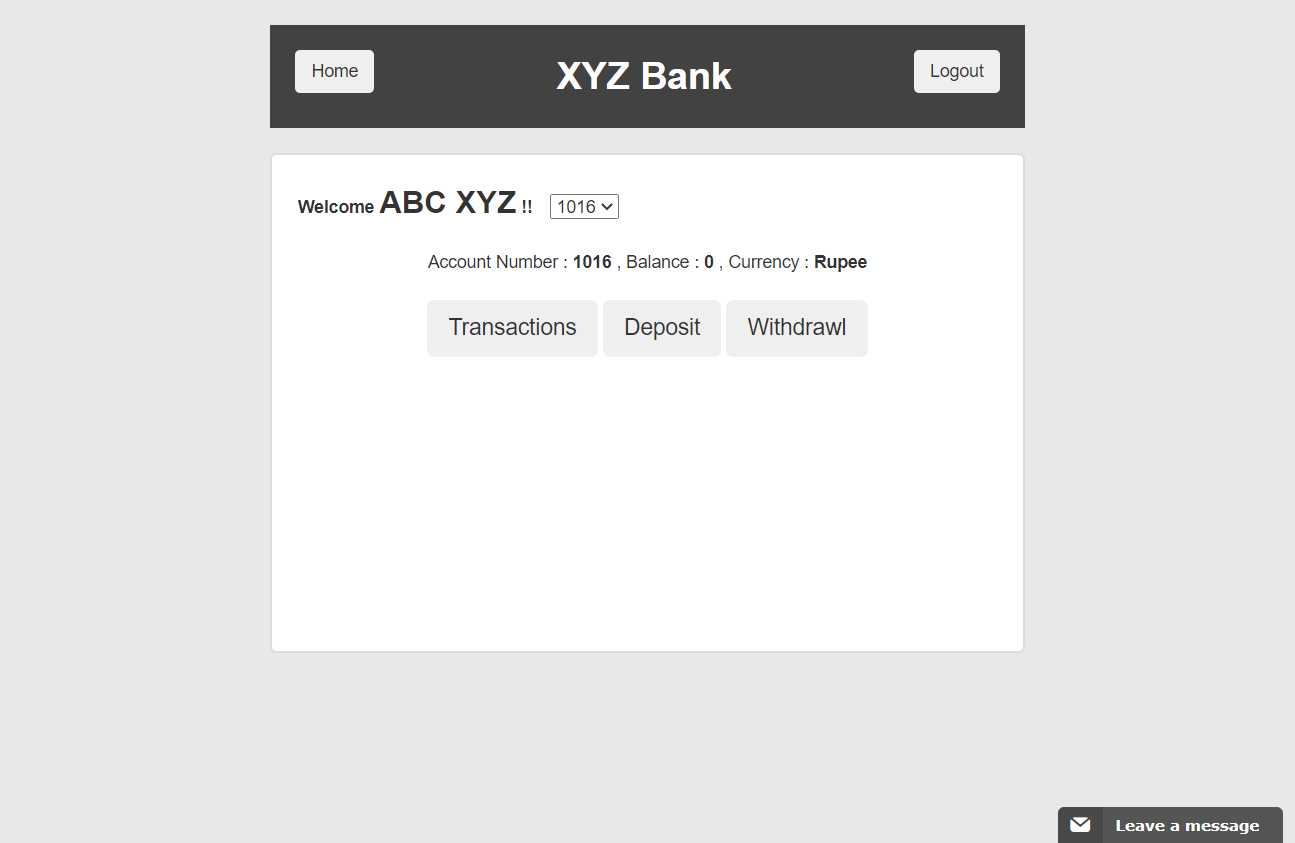 Home XYZ Bank Logout
Welcome ABC XYZ !! 1016
Account Number : 1016 , Balance : 0 , Currency : Rupee
Transactions Deposit Withdrawl
Leave a message